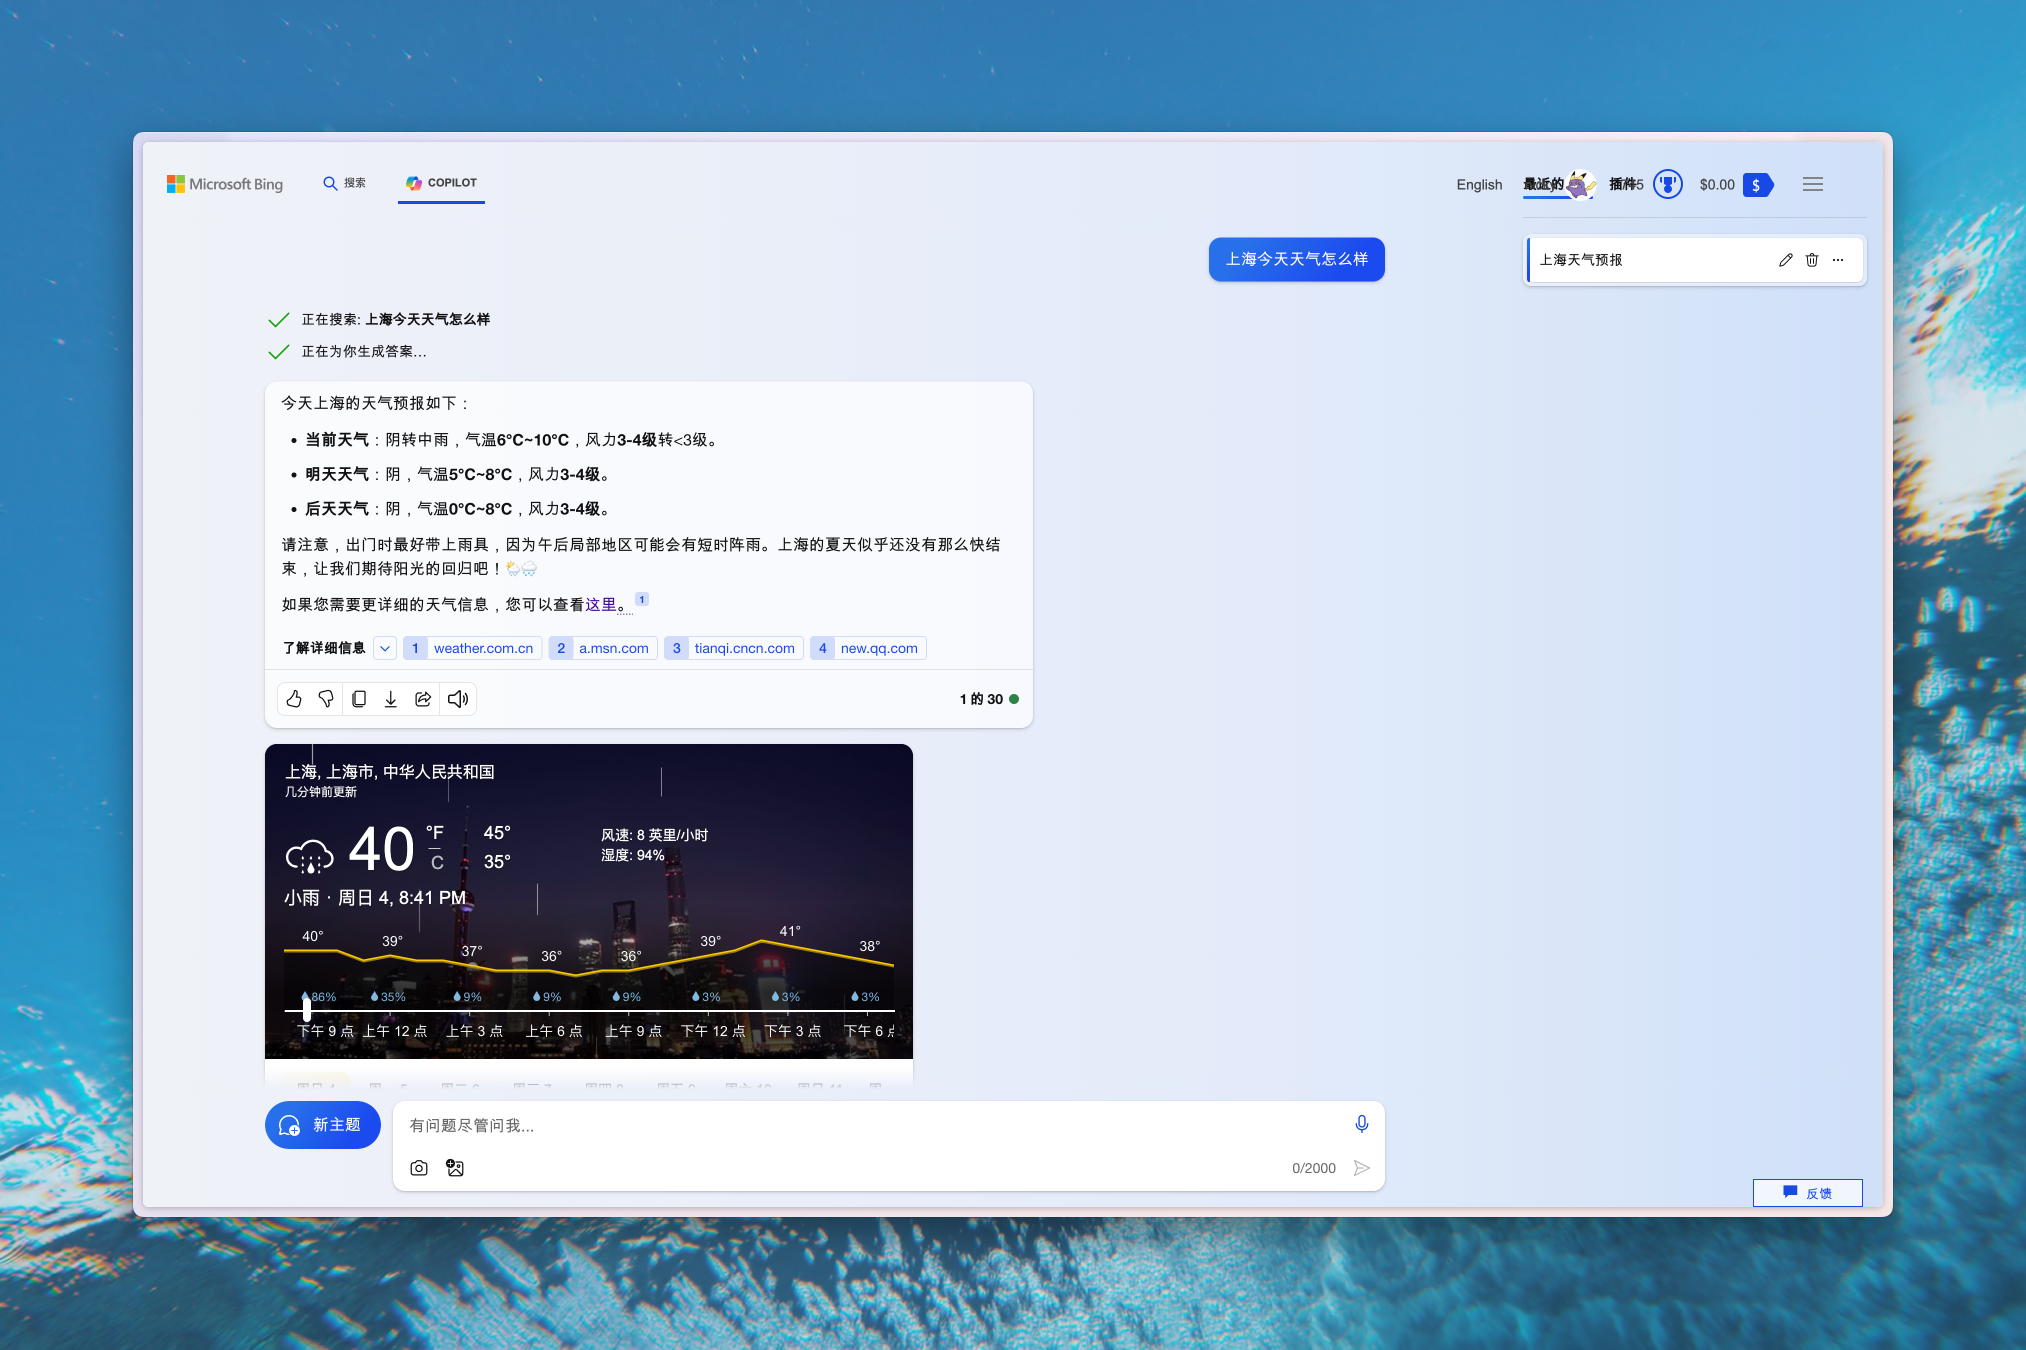 Microsoft Bing
搜索
COPILOT
English
最近的
插件
5
$0.00
$
上海今天天气怎么样
上海天气预报
正在搜索: 上海今天天气怎么样
正在为你生成答案...
今天上海的天气预报如下：
• 当前天气：阴转中雨，气温6°C~10°C，风力3-4级转<3级。
• 明天天气：阴，气温5°C~8°C，风力3-4级。
• 后天天气：阴，气温0°C~8°C，风力3-4级。
请注意，出门时最好带上雨具，因为午后局部地区可能会有短时阵雨。上海的夏天似乎还没有那么快结
束，让我们期待阳光的回归吧！🌦️🌧️
如果您需要更详细的天气信息，您可以查看这里。 1
了解详细信息 1 weather.com.cn 2 a.msn.com 3 tianqi.cncn.com 4 new.qq.com
1 的 30
上海, 上海市, 中华人民共和国
几分钟前更新
40 °F C 45° 35°
风速: 8 英里/小时
湿度: 94%
小雨 · 周日 4, 8:41 PM
40° 39° 37° 36° 36° 39° 41° 38°
86% 35% 9% 9% 9% 3% 3% 3%
下午 9 点 上午 12 点 上午 3 点 上午 6 点 上午 9 点 下午 12 点 下午 3 点 下午 6 点
新主题
有问题尽管问我...
0/2000
反馈